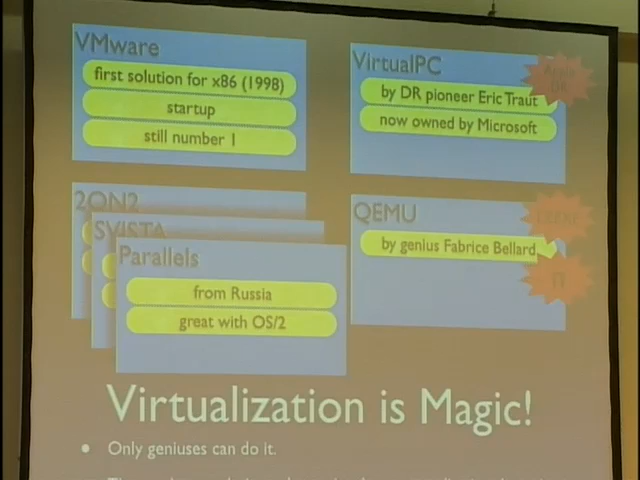 VMware
first solution for x86 (1998)
startup
still number 1
VirtualPC
by DR pioneer Eric Traut
now owned by Microsoft
2ON2
SVISTA
Parallels
from Russia
great with OS/2
QEMU
by genius Fabrice Bellard
Virtualization is Magic!
• Only geniuses can do it.